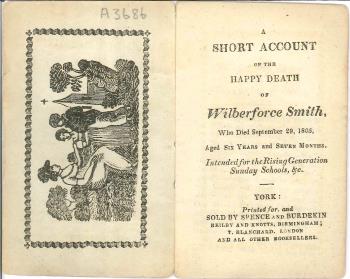 A3686
A
SHORT ACCOUNT
OF THE
HAPPY DEATH
OF
Wilberforce Smith,
Who Died September 29, 1805,
Aged Six Years and Seven Months.
Intended for the Rising Generation
Sunday Schools, &c.
YORK:
Printed for, and
SOLD BY SPENCE AND BURDEKIN
BEILBY AND KNOTTS, BIRMINGHAM;
T. BLANCHARD, LONDON
AND ALL OTHER BOOKSELLERS.